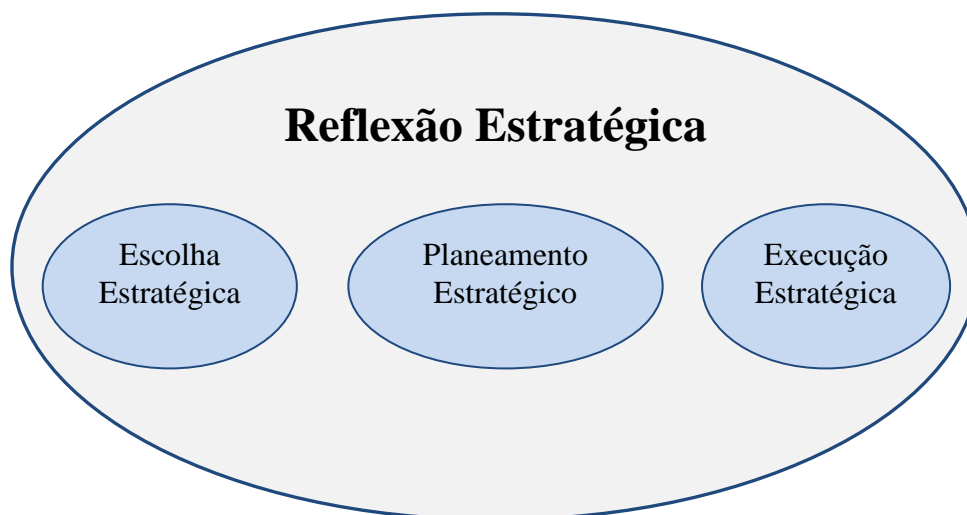 Reflexão Estratégica
Escolha
Estratégica
Planeamento
Estratégico
Execução
Estratégica